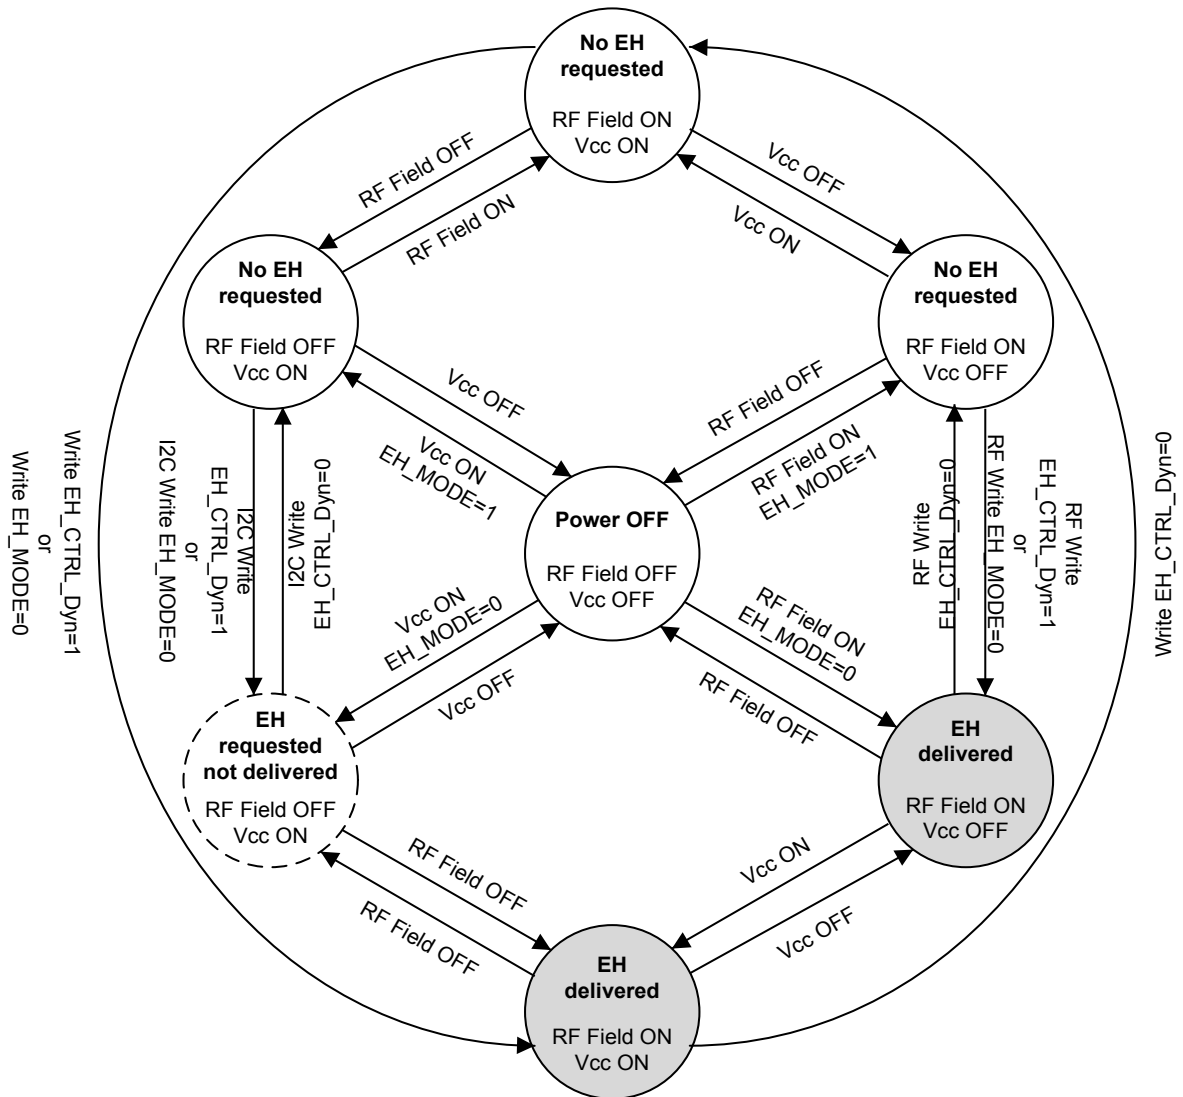 No EH
requested
RF Field ON
Vcc ON
RF Field OFF
RF Field ON
Vcc OFF
Vcc ON
No EH
requested
RF Field OFF
Vcc ON
No EH
requested
RF Field ON
Vcc OFF
Vcc OFF
Vcc ON
EH_MODE=1
RF Field OFF
RF Field ON
EH_MODE=1
Write EH_CTRL_Dyn=1
or
Write EH_MODE=0
I2C Write
EH_CTRL_Dyn=1
or
I2C Write EH_MODE=0
I2C Write
EH_CTRL_Dyn=0
Power OFF
RF Field OFF
Vcc OFF
RF Write
EH_CTRL_Dyn=0
RF Write
EH_CTRL_Dyn=1
or
RF Write EH_MODE=0
Write EH_CTRL_Dyn=0
Vcc ON
EH_MODE=0
Vcc OFF
RF Field ON
EH_MODE=0
RF Field OFF
EH
requested
not delivered
RF Field OFF
Vcc ON
EH
delivered
RF Field ON
Vcc OFF
RF Field OFF
RF Field OFF
Vcc ON
Vcc OFF
EH
delivered
RF Field ON
Vcc ON